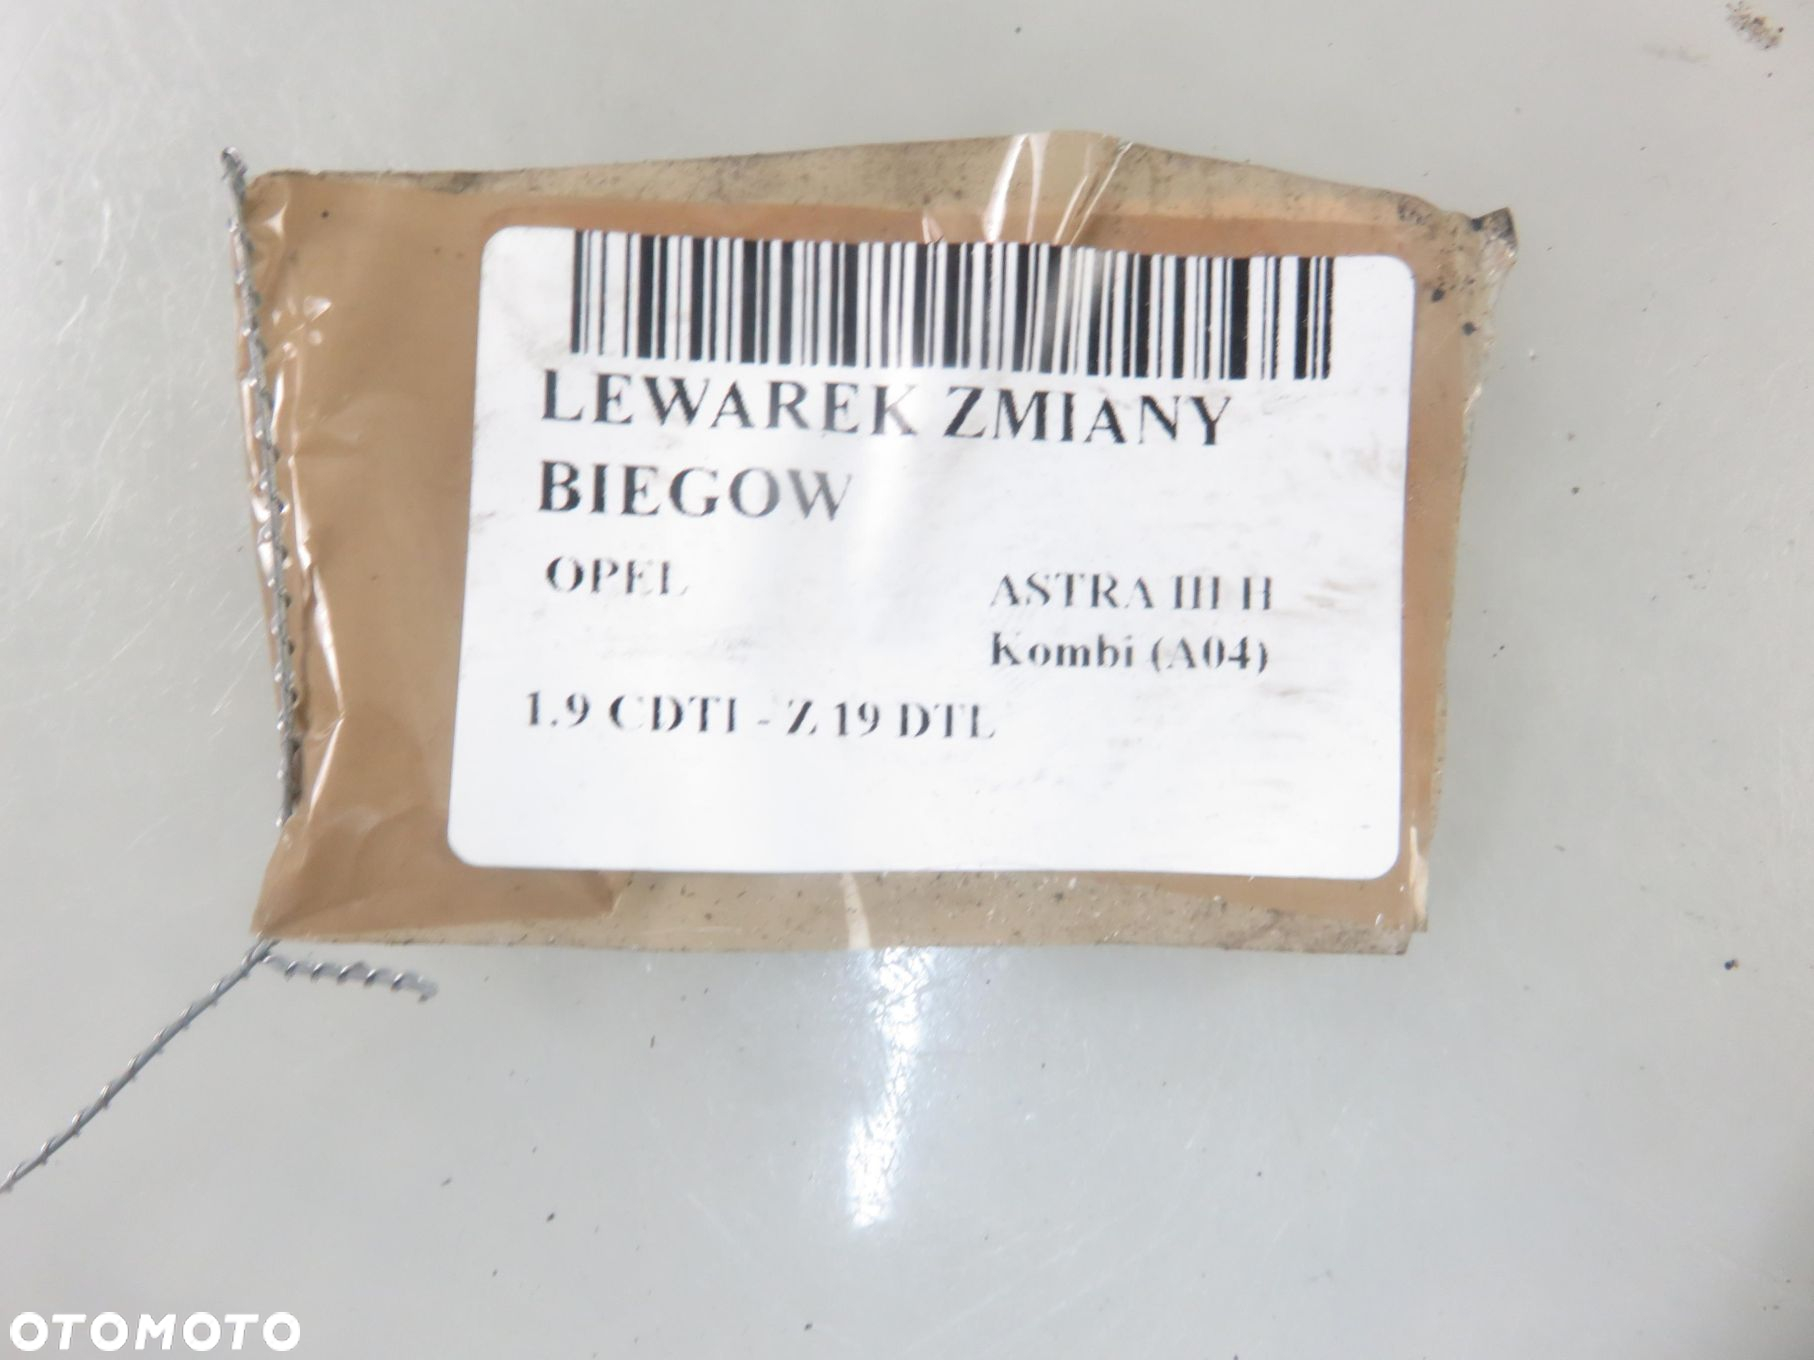 LEWAREK ZMIANY
BIEGOW
OPEL
ASTRA III H
Kombi (A04)
1.9 CDTI - Z 19 DTL
OTOMOTO